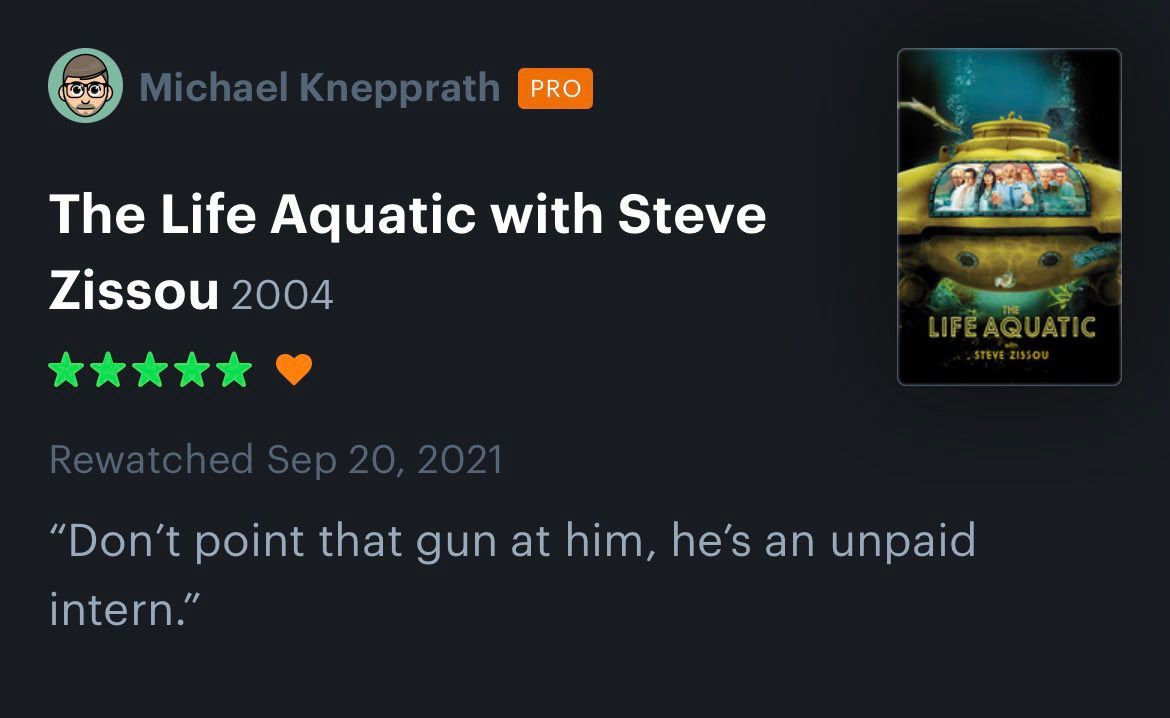 Michael Knepprath PRO
The Life Aquatic with Steve
Zissou 2004
Rewatched Sep 20, 2021
“Don’t point that gun at him, he’s an unpaid
intern.”
THE
LIFE AQUATIC
with
STEVE ZISSOU